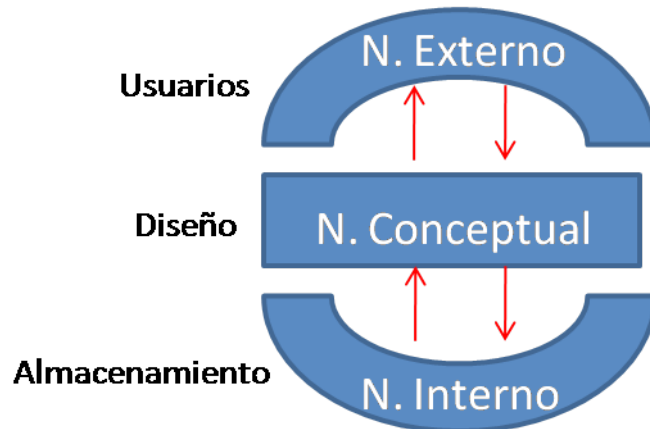 N. Externo
Usuarios
Diseño
N. Conceptual
Almacenamiento
N. Interno